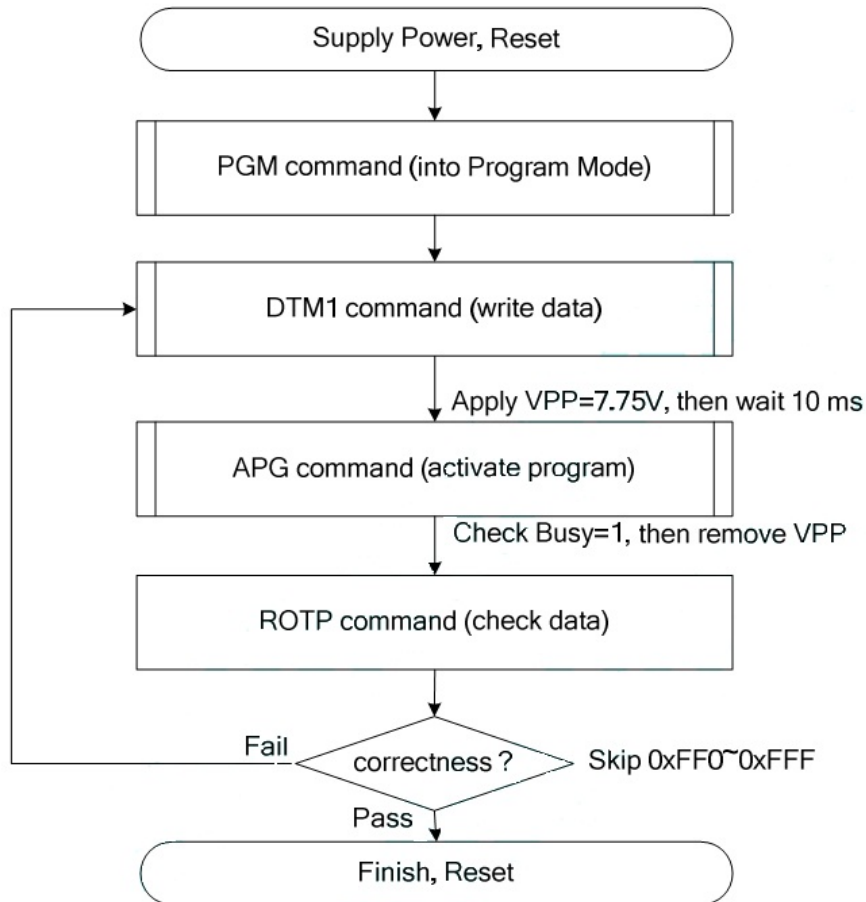 Supply Power, Reset
PGM command (into Program Mode)
DTM1 command (write data)
Apply VPP=7.75V, then wait 10 ms
APG command (activate program)
Check Busy=1, then remove VPP
ROTP command (check data)
Fail
correctness ?
Skip 0xFF0~0xFFF
Pass
Finish, Reset